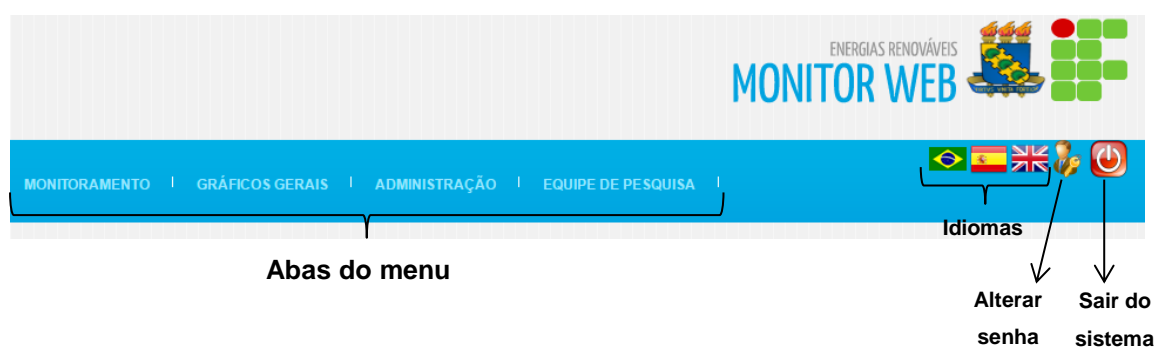 ENERGIAS RENOVÁVEIS
MONITOR WEB
MONITORAMENTO
GRÁFICOS GERAIS
ADMINISTRAÇÃO
EQUIPE DE PESQUISA
Idiomas
Abas do menu
Alterar
senha
Sair do
sistema